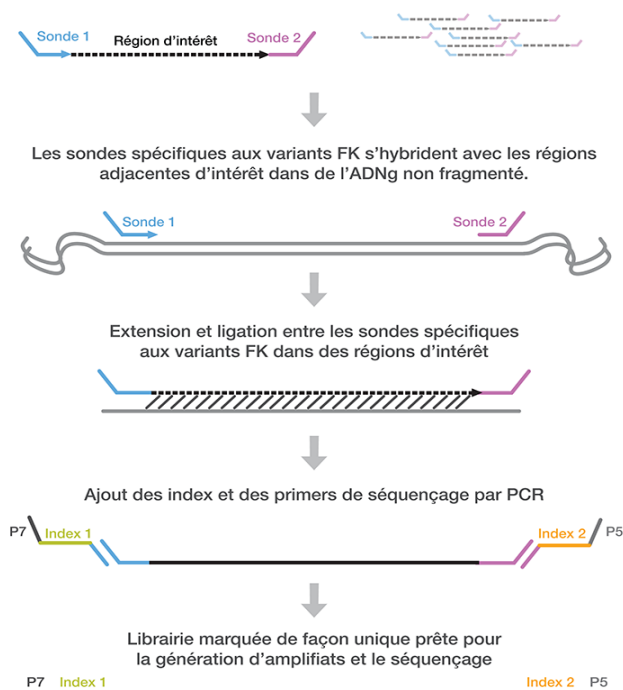 Sonde 1
Région d'intérêt
Sonde 2
Les sondes spécifiques aux variants FK s'hybrident avec les régions
adjacentes d'intérêt dans de l'ADNg non fragmenté.
Sonde 1
Sonde 2
Extension et ligation entre les sondes spécifiques
aux variants FK dans des régions d'intérêt
Ajout des index et des primers de séquençage par PCR
P7
Index 1
Index 2
P5
Librairie marquée de façon unique prête pour
la génération d'amplifiats et le séquençage
P7
Index 1
Index 2
P5